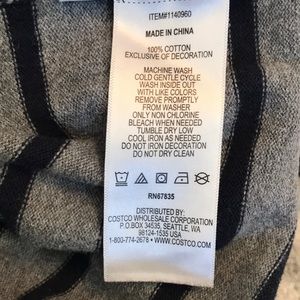 ITEM#1140960
MADE IN CHINA
100% COTTON
EXCLUSIVE OF DECORATION
MACHINE WASH
COLD GENTLE CYCLE
WASH INSIDE OUT
WITH LIKE COLORS
REMOVE PROMPTLY
FROM WASHER
ONLY NON CHLORINE
BLEACH WHEN NEEDED
TUMBLE DRY LOW
COOL IRON AS NEEDED
DO NOT IRON DECORATION
DO NOT DRY CLEAN
RN67835
DISTRIBUTED BY:
COSTCO WHOLESALE CORPORATION
P.O.BOX 34535 SEATTLE, WA
98124-1535 USA
1-800-774-2678 • WWW.COSTCO.COM